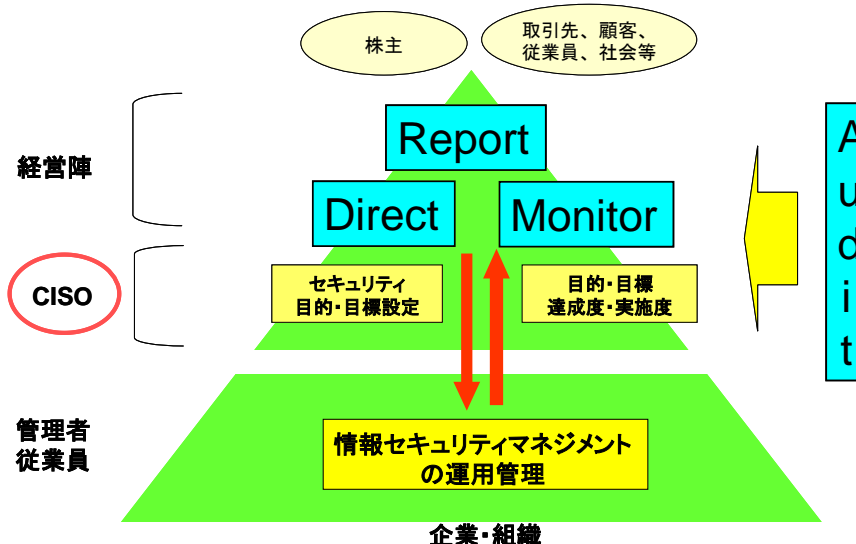 株主
取引先、顧客、
従業員、社会等
経営陣
Report
Direct
Monitor
CISO
セキュリティ
目的・目標設定
目的・目標
達成度・実施度
管理者
従業員
情報セキュリティマネジメント
の運用管理
企業・組織
A
u
d
i
t